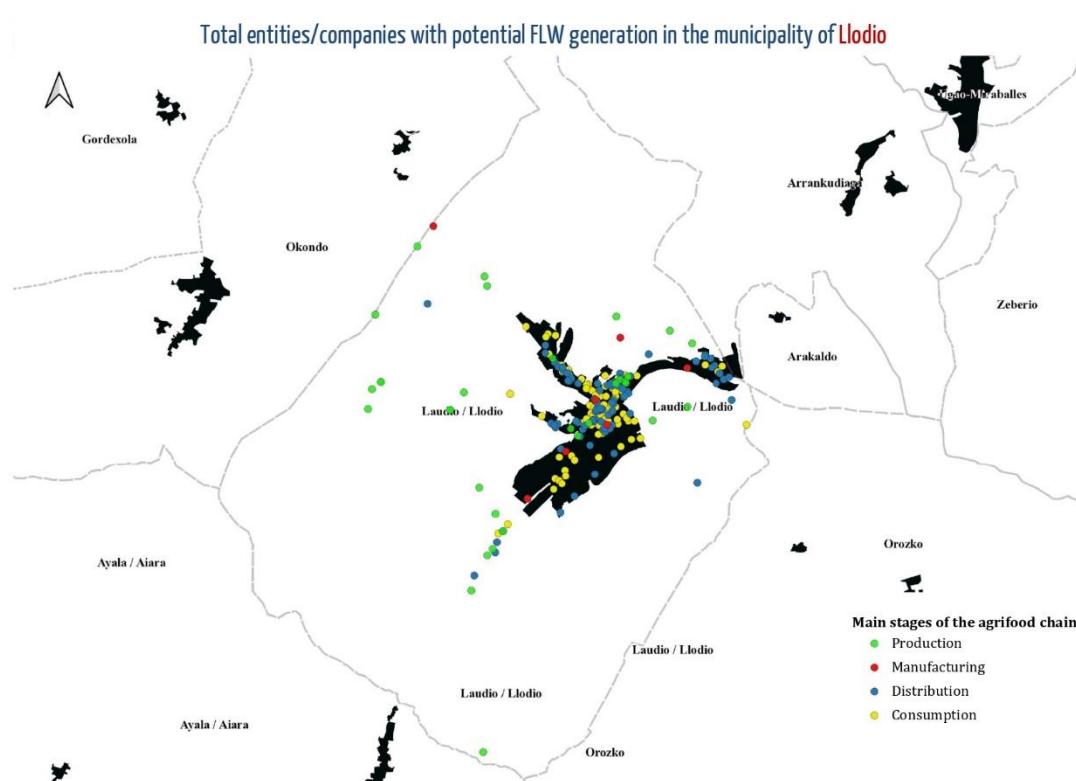 Total entities/companies with potential FLW generation in the municipality of Llodio
Ugao-Miraballes
Gordexola
Arrankudiaga
Okondo
Zeberio
Arakaldo
Laudio / Llodio
Laudio / Llodio
Orozko
Ayala / Aiara
Main stages of the agrifood chain
Production
Laudio / Llodio
Manufacturing
Distribution
Laudio / Llodio
Consumption
Ayala / Aiara
Orozko